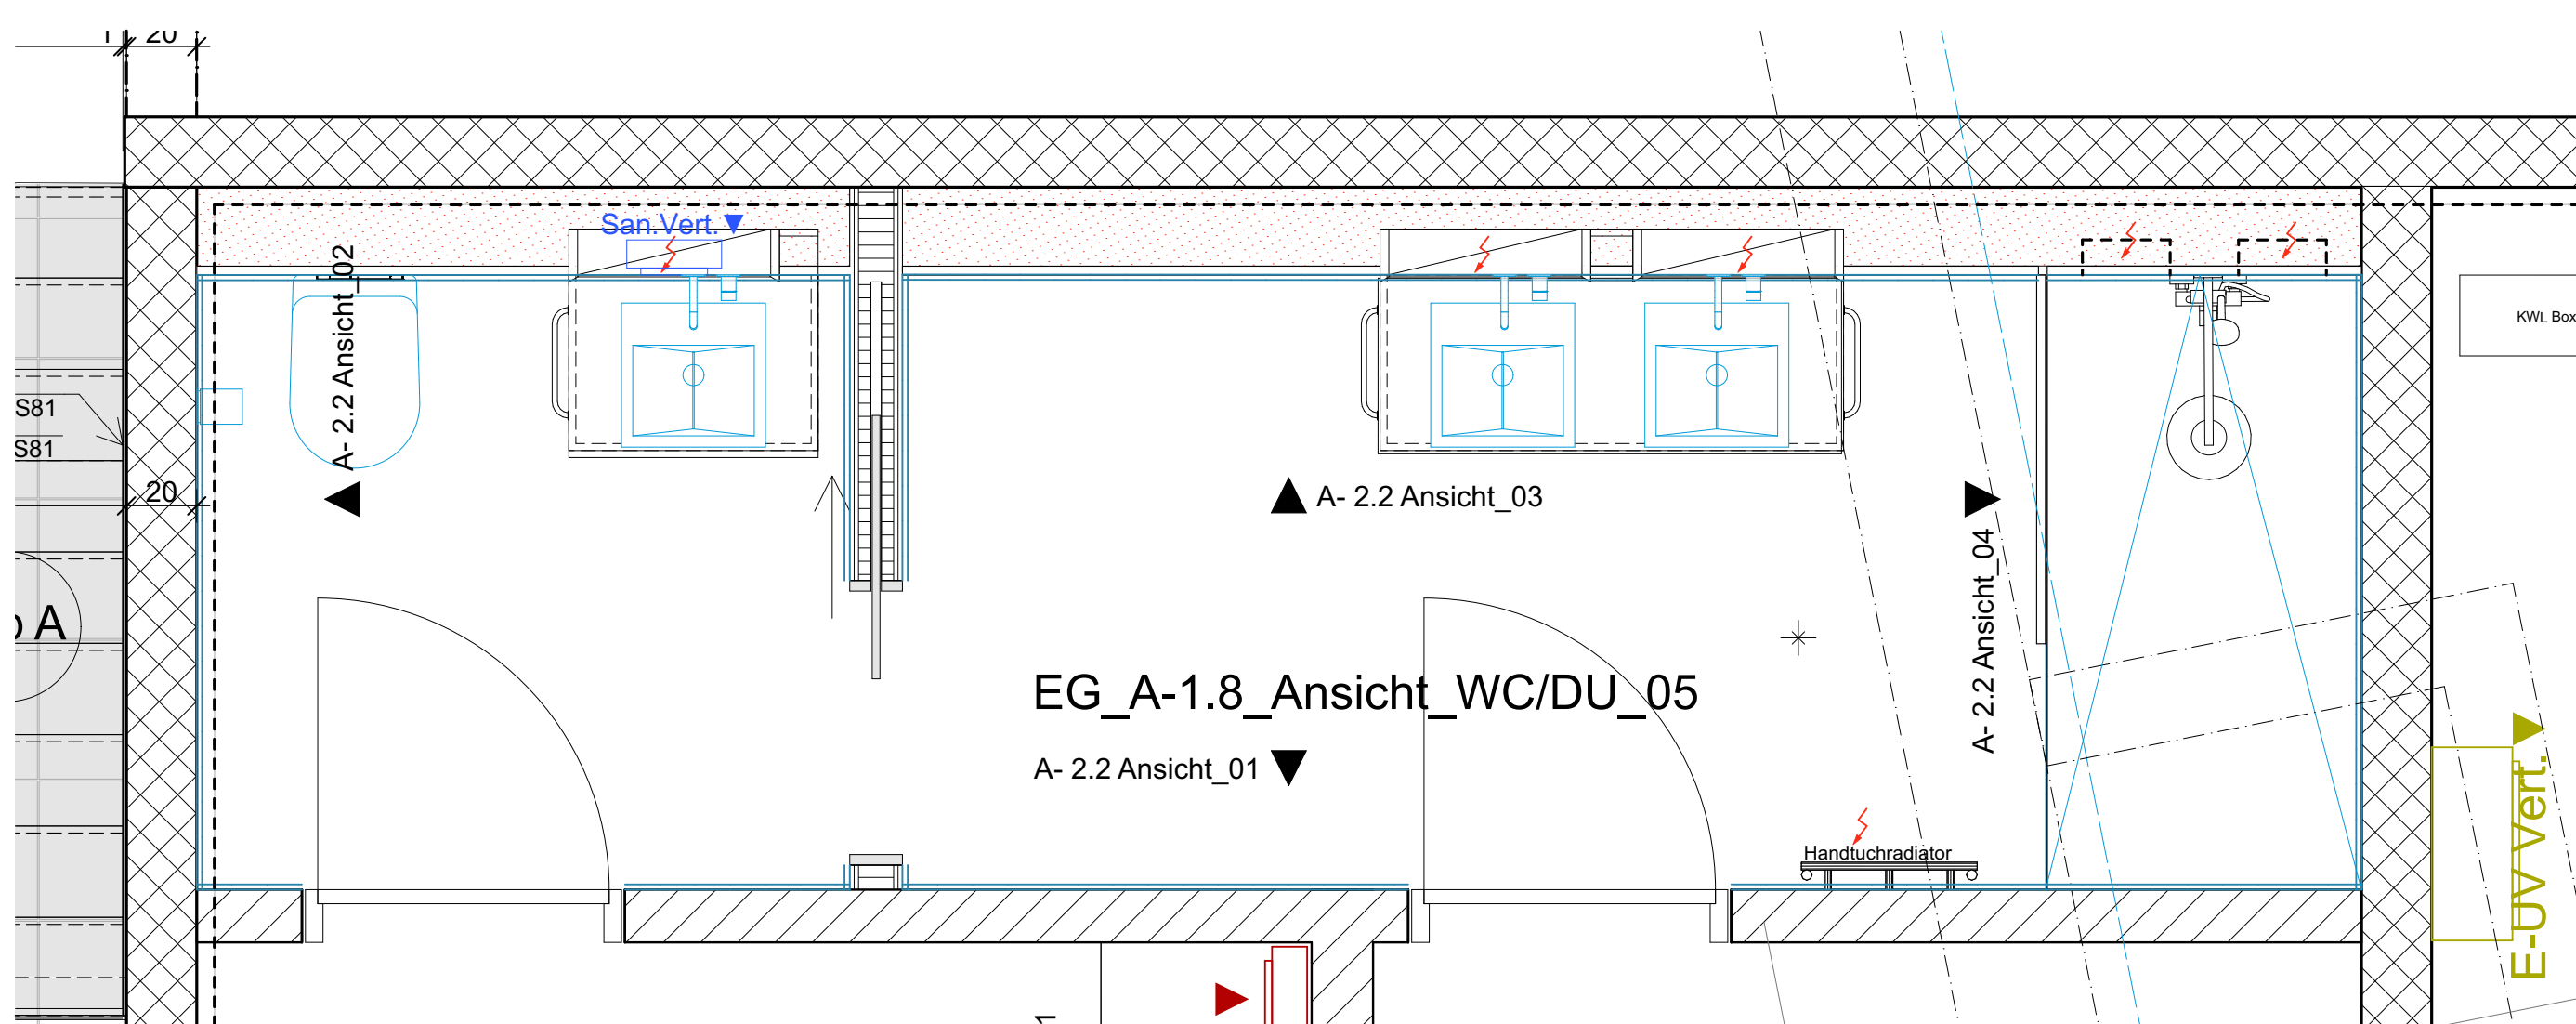 20
San.Vert.
A- 2.2 Ansicht_02
KWL Box
S81
S81
20
A- 2.2 Ansicht_03
A- 2.2 Ansicht_04
A
EG_A-1.8_Ansicht_WC/DU_05
A- 2.2 Ansicht_01
Handtuchradiator
E-UV Vert.
1